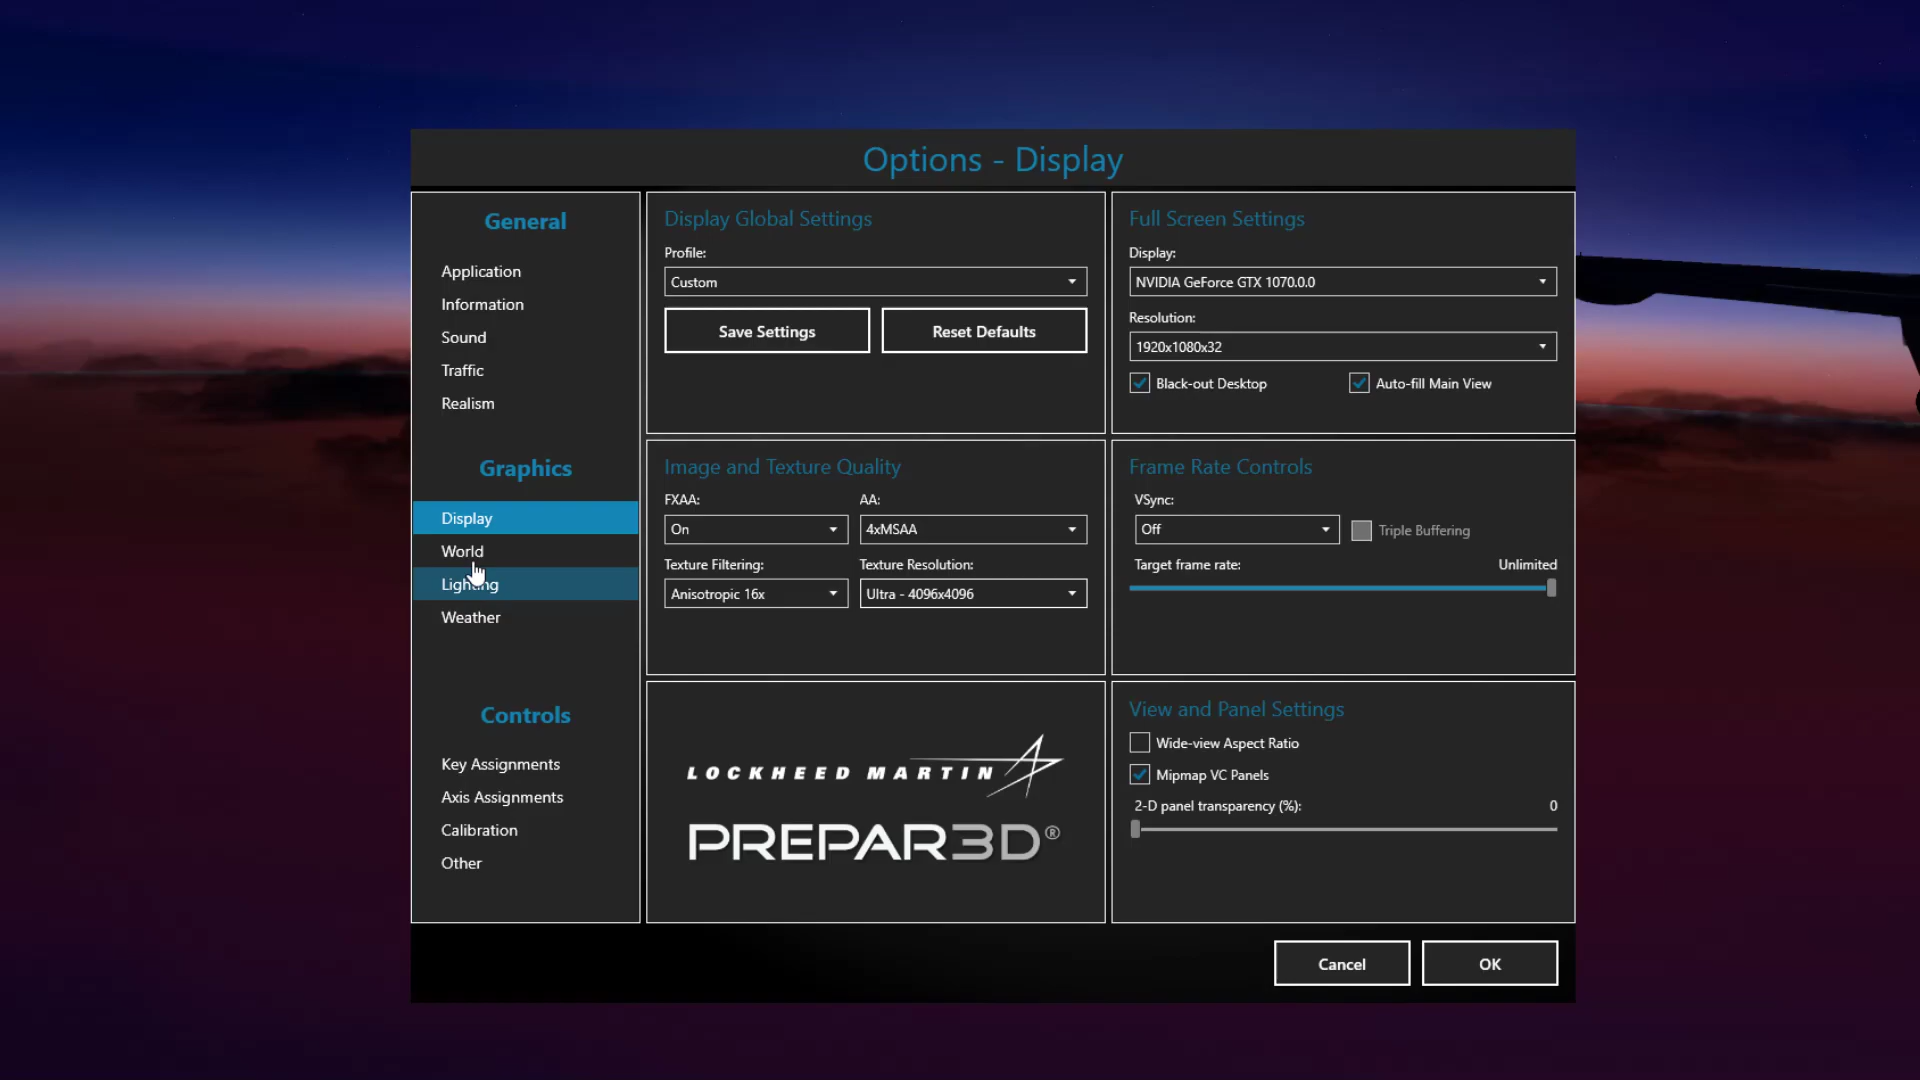 Options - Display
General
Application
Information
Sound
Traffic
Realism
Graphics
Display
World
Lighting
Weather
Controls
Key Assignments
Axis Assignments
Calibration
Other
Display Global Settings
Profile:
Custom
Save Settings
Reset Defaults
Full Screen Settings
Display:
NVIDIA GeForce GTX 1070.0.0
Resolution:
1920x1080x32
Black-out Desktop
Auto-fill Main View
Image and Texture Quality
FXAA:
AA:
On
4xMSAA
Texture Filtering:
Texture Resolution:
Anisotropic 16x
Ultra - 4096x4096
Frame Rate Controls
VSync:
Off
Triple Buffering
Target frame rate:
Unlimited
LOCKHEED MARTIN
PREPAR3D®
View and Panel Settings
Wide-view Aspect Ratio
Mipmap VC Panels
2-D panel transparency (%):
0
Cancel
OK